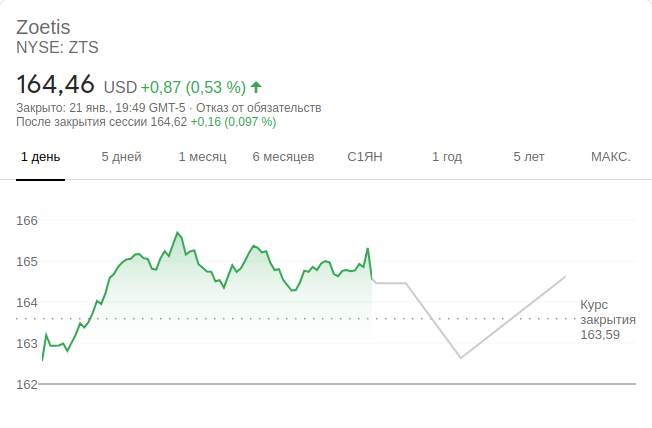 Zoetis
NYSE: ZTS
164,46 USD +0,87 (0,53 %)
Закрыто: 21 янв., 19:49 GMT-5 · Отказ от обязательств
После закрытия сессии 164,62 +0,16 (0,097 %)
1 день 5 дней 1 месяц 6 месяцев С1ЯН 1 год 5 лет МАКС.
166
165
164
Курс
закрытия
163,59
163
162